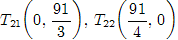 T₂₁(0, 91/3), T₂₂(91/4, 0)